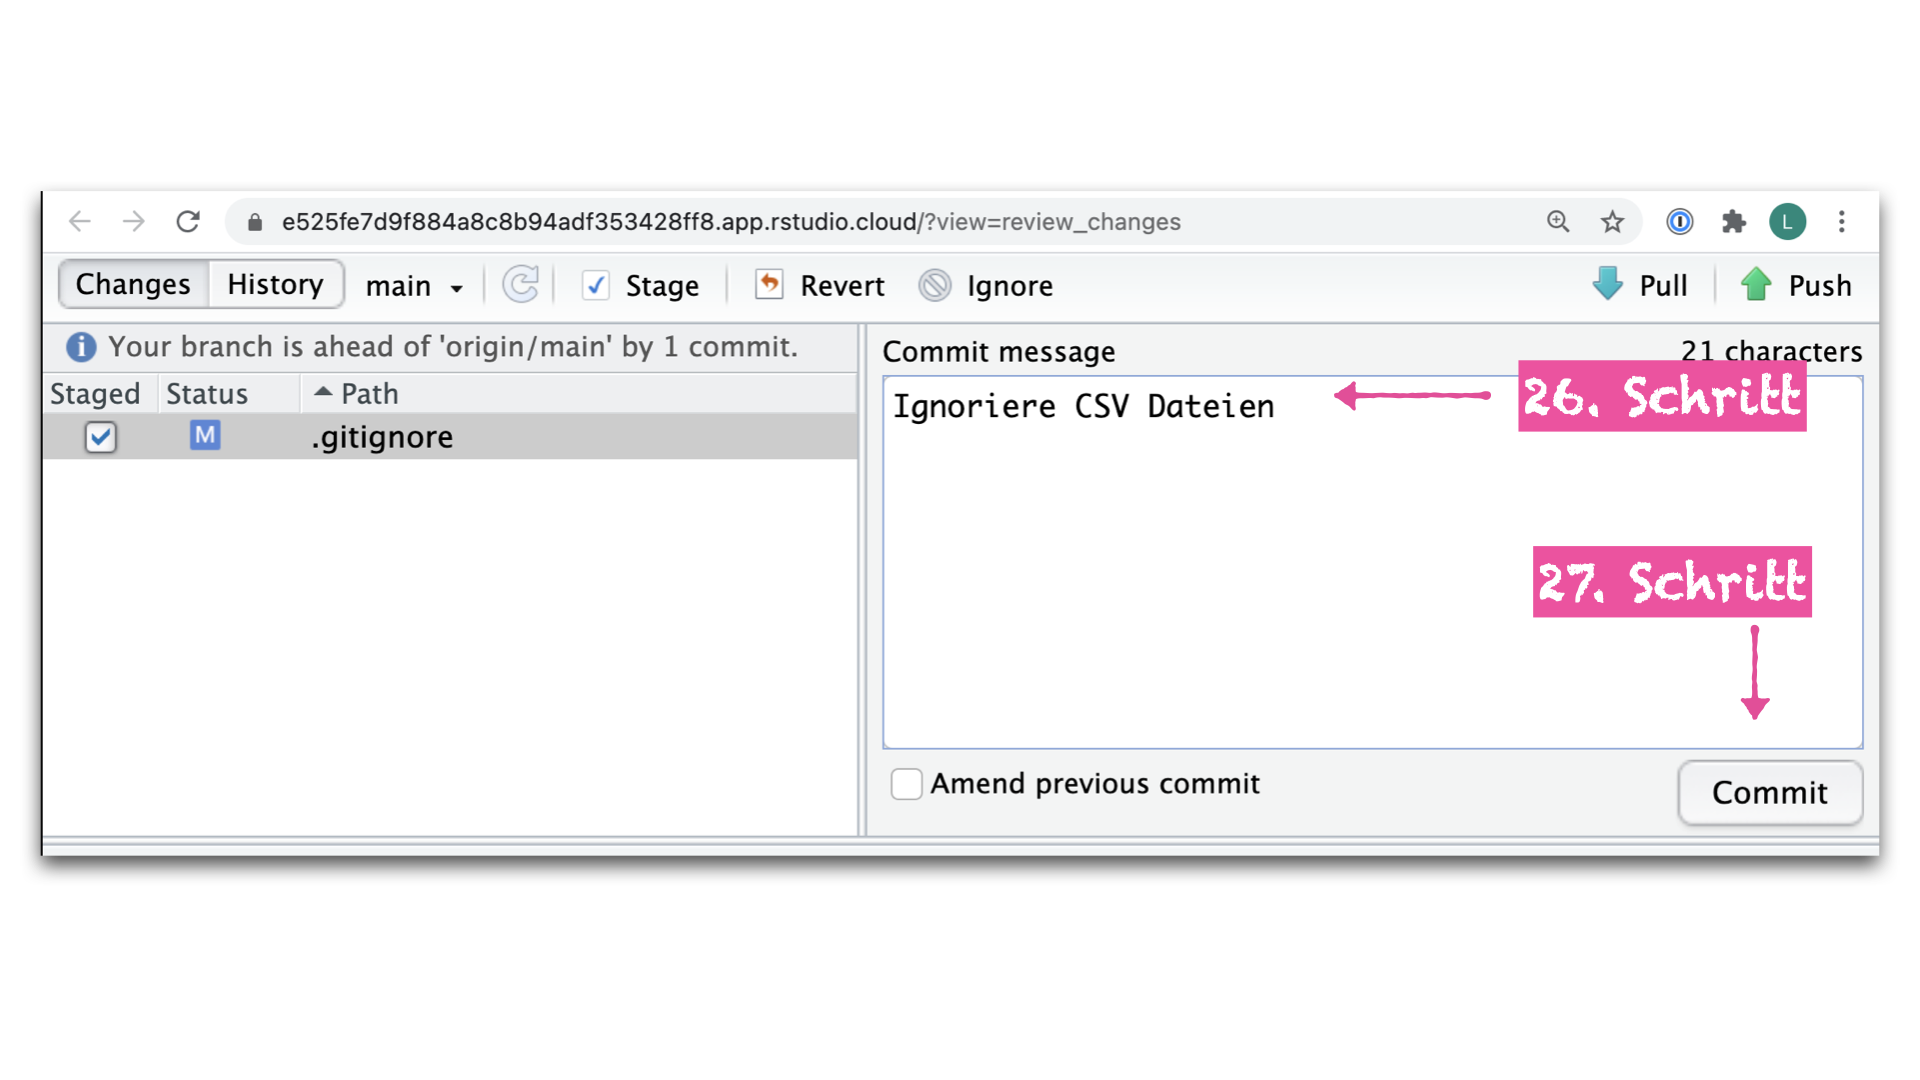 e525fe7d9f884a8c8b94adf353428ff8.app.rstudio.cloud/?view=review_changes
L
Changes History main Stage Revert Ignore Pull Push
Your branch is ahead of 'origin/main' by 1 commit.
Staged Status Path
M .gitignore
Commit message 21 characters
Ignoriere CSV Dateien
26. Schritt
27. Schritt
Amend previous commit
Commit